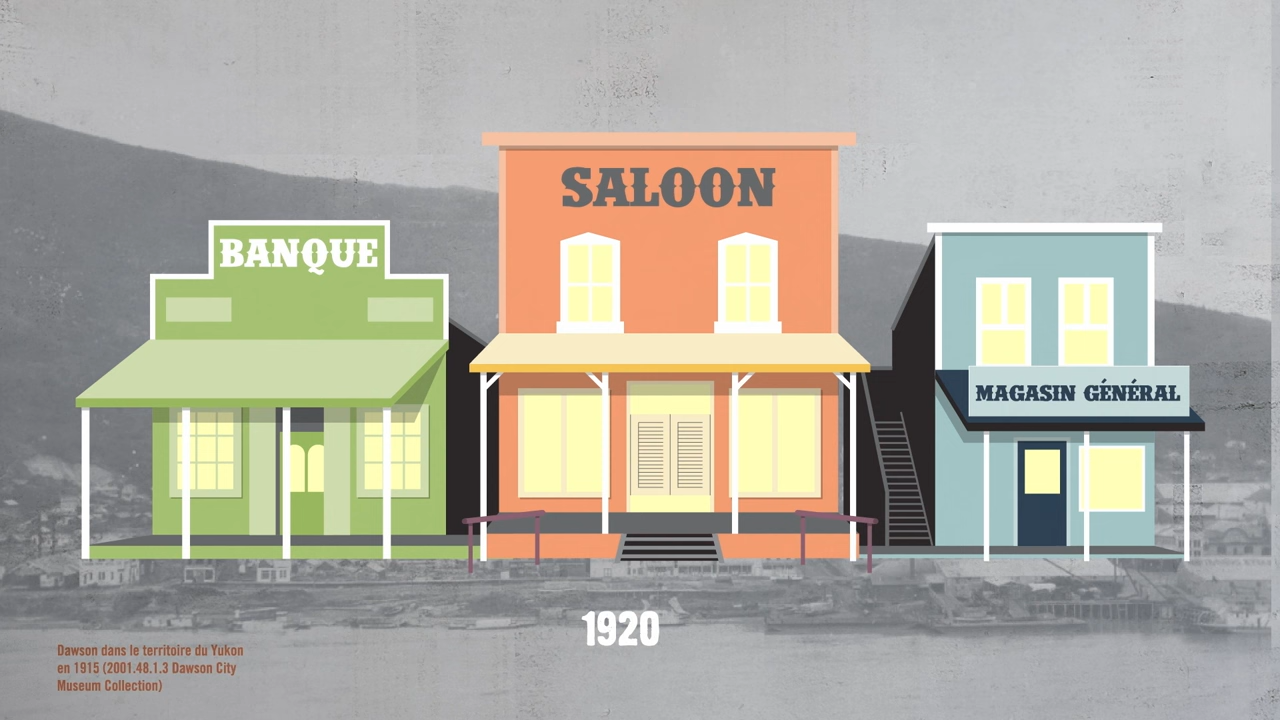 BANQUE
SALOON
MAGASIN GÉNÉRAL
1920
Dawson dans le territoire du Yukon
en 1915 (2001.48.1.3 Dawson City
Museum Collection)